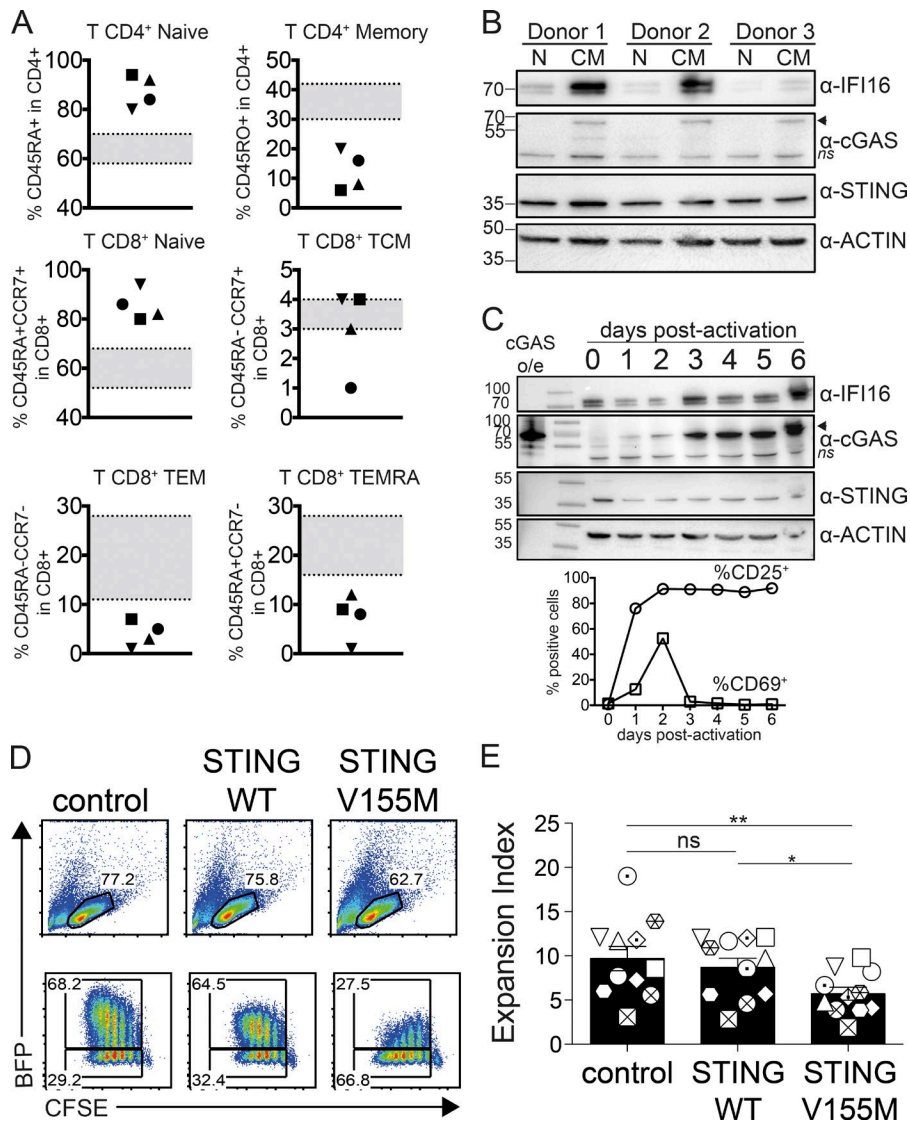 A
T CD4+ Naive
% CD45RA+ in CD4+
100
80
60
40
T CD4+ Memory
% CD45RO+ in CD4+
50
40
30
20
10
0
T CD8+ Naive
% CD45RA+CCR7+
in CD8+
100
80
60
40
T CD8+ TCM
% CD45RA- CCR7+
in CD8+
5
4
3
2
1
0
T CD8+ TEM
% CD45RA-CCR7-
in CD8+
30
20
10
0
T CD8+ TEMRA
% CD45RA+CCR7-
in CD8+
30
20
10
0
B
Donor 1 Donor 2 Donor 3
N CM N CM N CM
70 α-IFI16
70
55
α-cGAS
ns
35 α-STING
50
35
α-ACTIN
C
days post-activation
cGAS
o/e
0 1 2 3 4 5 6
100
70
α-IFI16
100
70
55
α-cGAS
ns
55
35
α-STING
55
35
α-ACTIN
% positive cells
100
80
60
40
20
0
%CD25+
%CD69+
0 1 2 3 4 5 6
days post-activation
D
control
STING
WT
STING
V155M
77.2 75.8 62.7
68.2 64.5 27.5
29.2 32.4 66.8
BFP
CFSE
E
Expansion Index
25
20
15
10
5
0
**
ns
*
control
STING
WT
STING
V155M